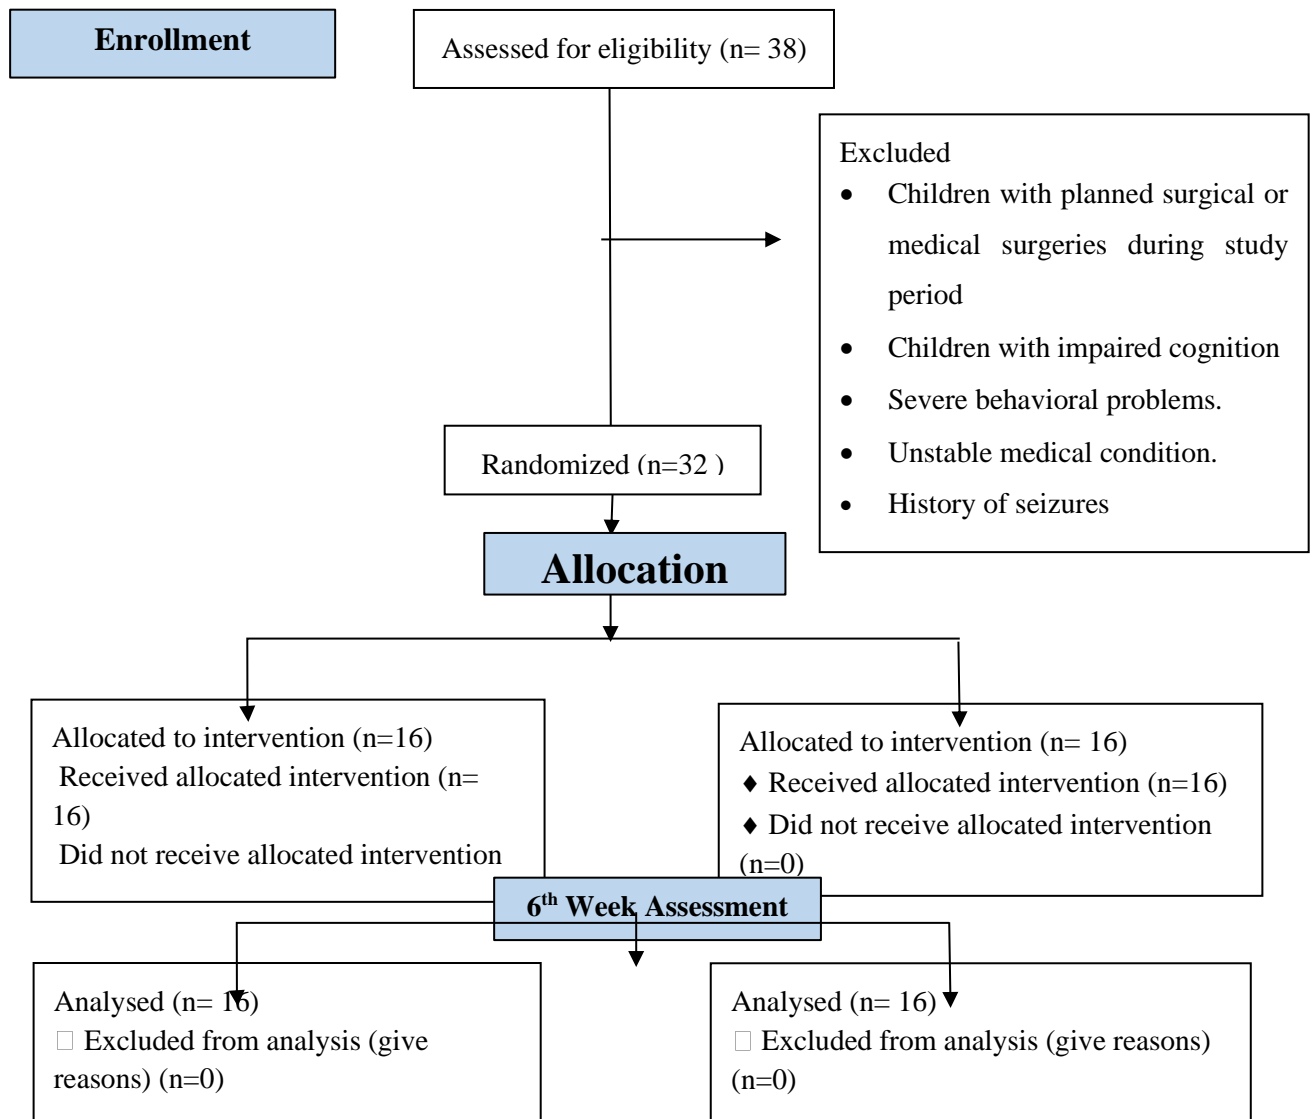 Enrollment
Assessed for eligibility (n= 38)
Excluded
• Children with planned surgical or
medical surgeries during study
period
• Children with impaired cognition
• Severe behavioral problems.
• Unstable medical condition.
• History of seizures
Randomized (n=32 )
Allocation
Allocated to intervention (n=16)
Received allocated intervention (n=
16)
Did not receive allocated intervention
Allocated to intervention (n= 16)
♦ Received allocated intervention (n=16)
♦ Did not receive allocated intervention
(n=0)
6th Week Assessment
Analysed (n= 16)
□ Excluded from analysis (give
reasons) (n=0)
Analysed (n= 16)
□ Excluded from analysis (give reasons)
(n=0)